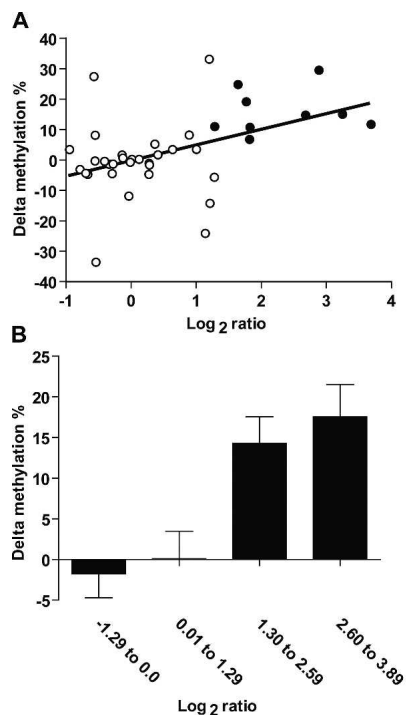 A
Delta methylation %
40
30
20
10
0
-10
-20
-30
-40
-1 0 1 2 3 4
Log 2 ratio
B
Delta methylation %
25
20
15
10
5
0
-5
-1.29 to 0.0
0.01 to 1.29
1.30 to 2.59
2.60 to 3.89
Log 2 ratio